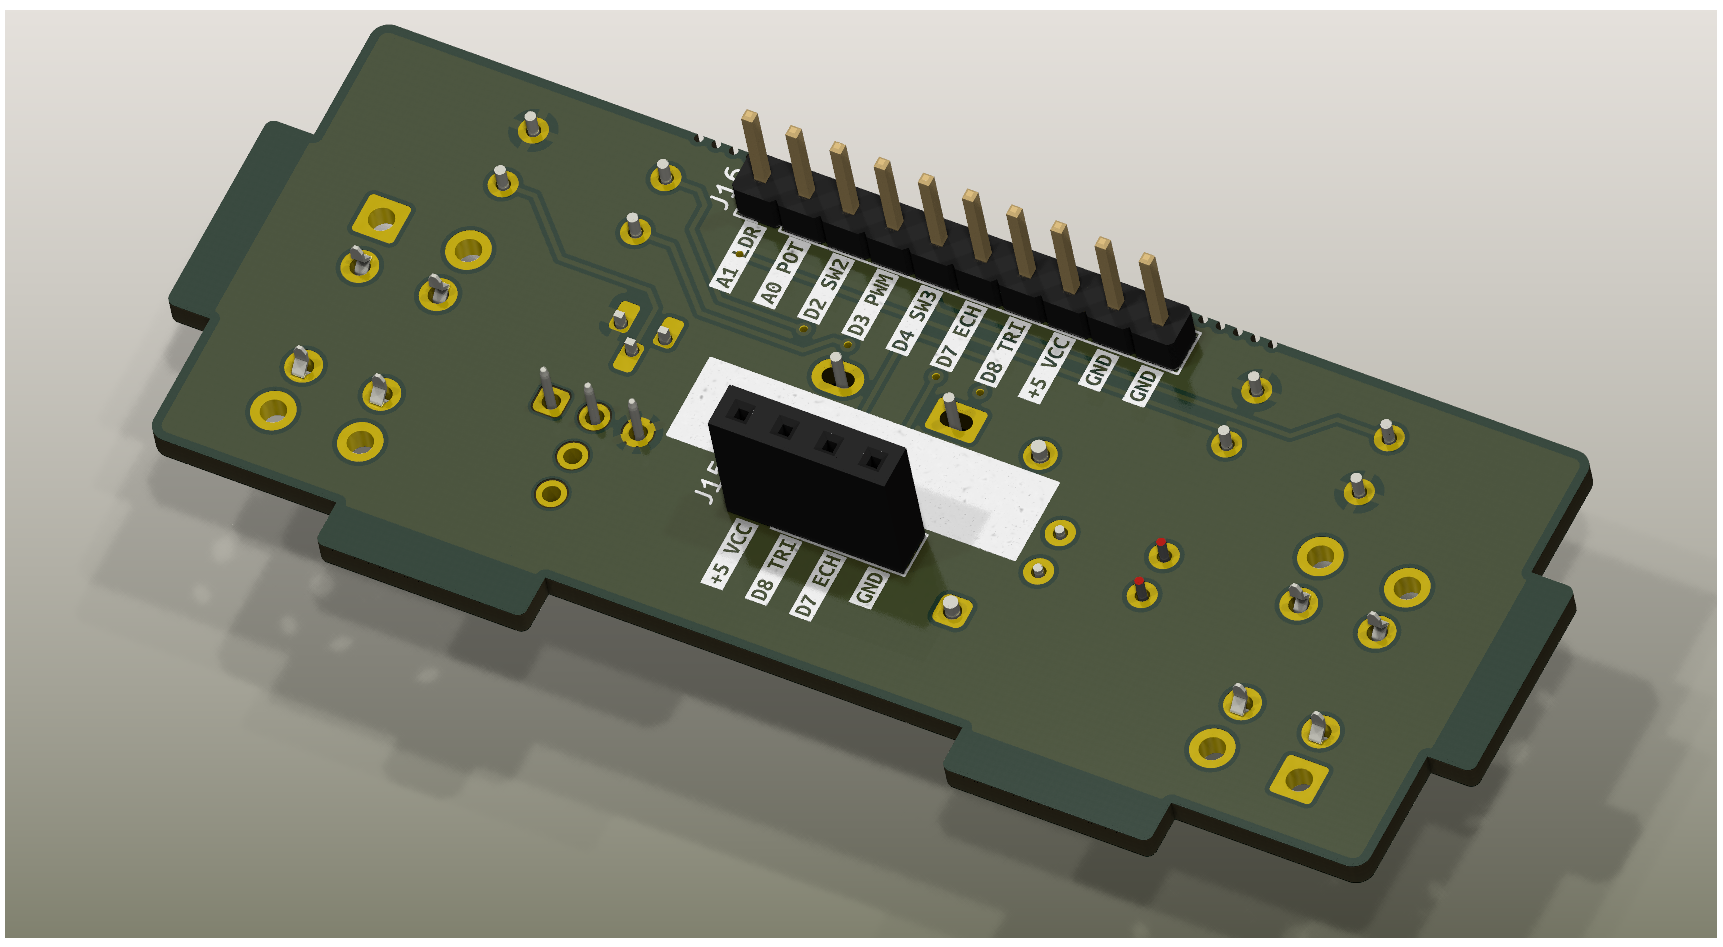 J16
A1 LDR
A0 POT
D2 SW2
D3 PWM
D4 SW3
D7 ECH
D8 TRI
+5 VCC
GND
GND
J15
+5 VCC
D8 TRI
D7 ECH
GND